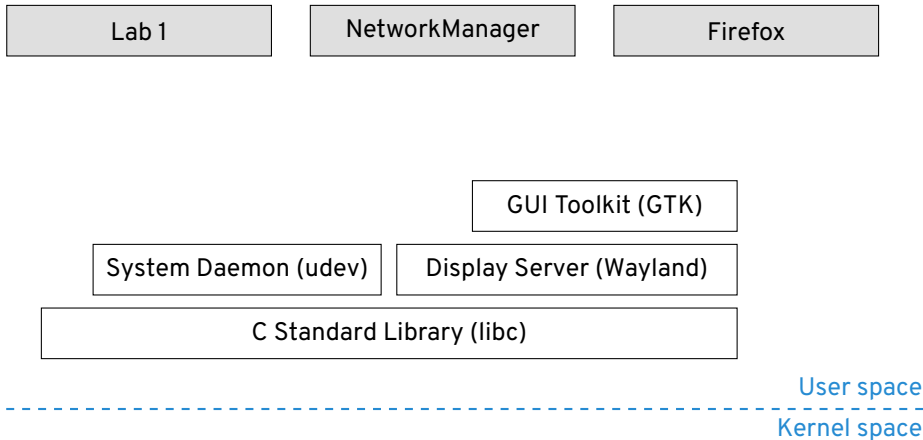 Lab 1
NetworkManager
Firefox
GUI Toolkit (GTK)
System Daemon (udev)
Display Server (Wayland)
C Standard Library (libc)
User space
Kernel space